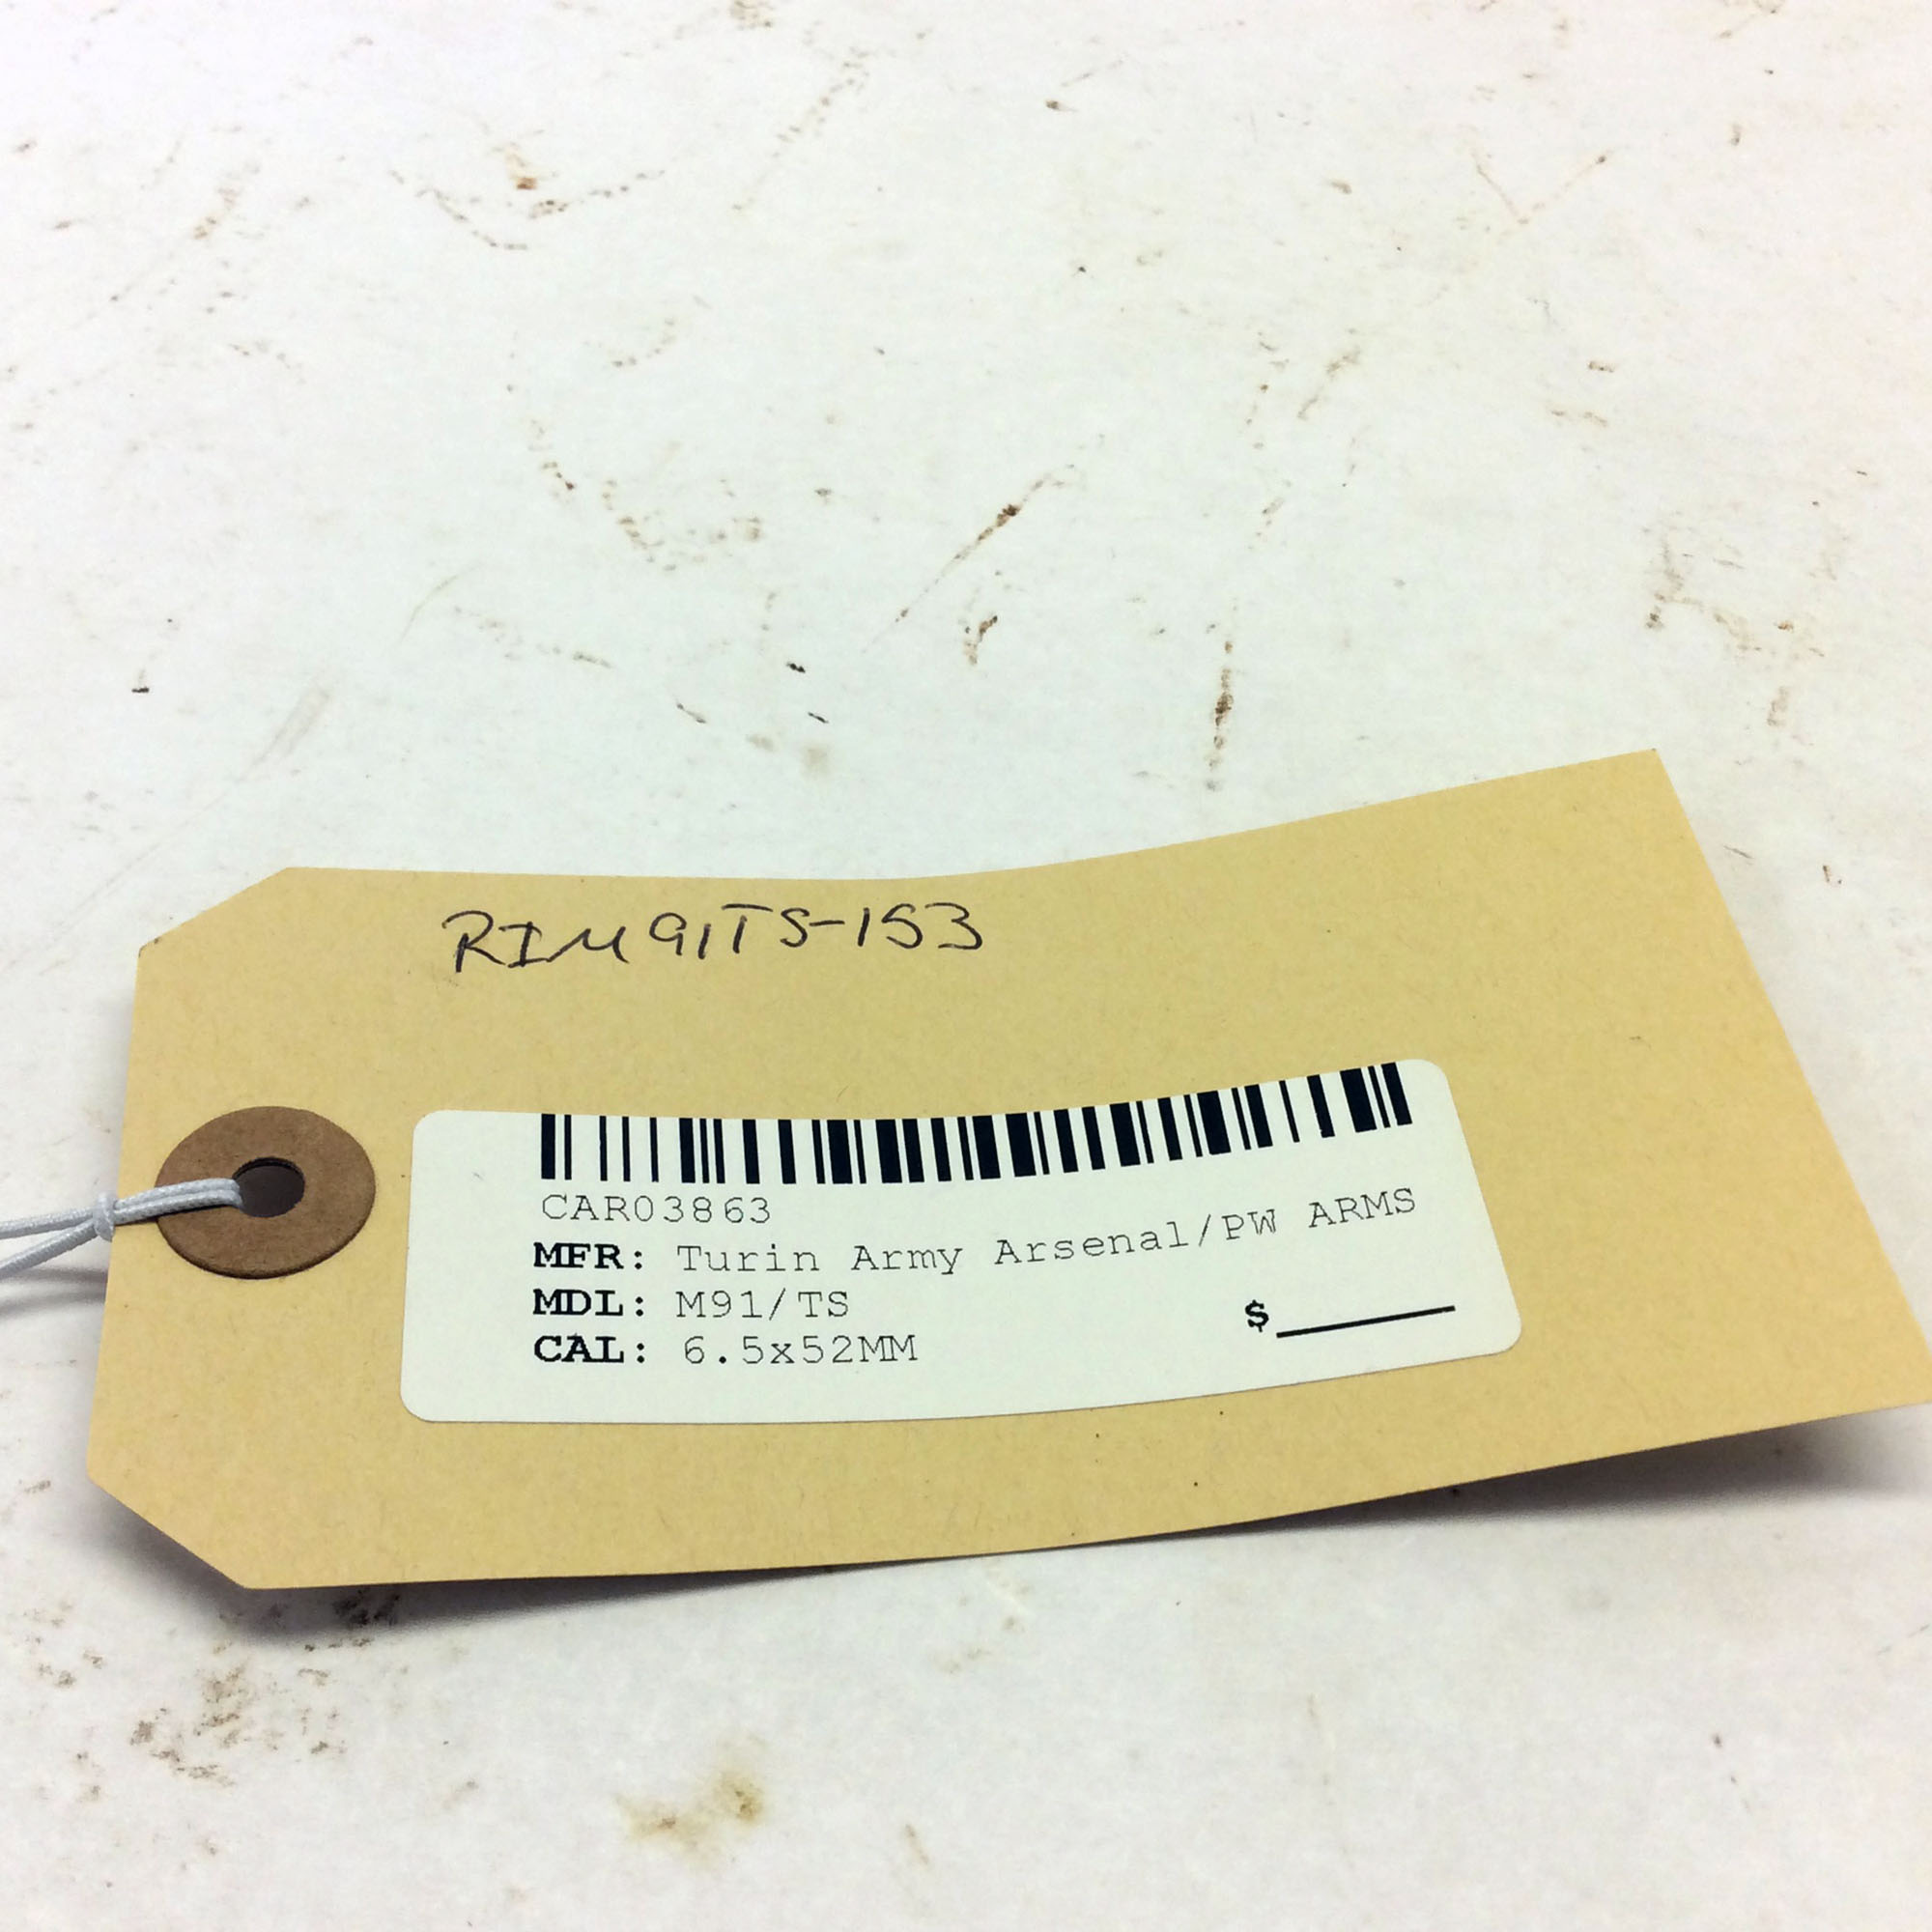 RIM91TS-153
CAR03863
MFR: Turin Army Arsenal/PW ARMS
MDL: M91/TS
$
CAL: 6.5x52MM